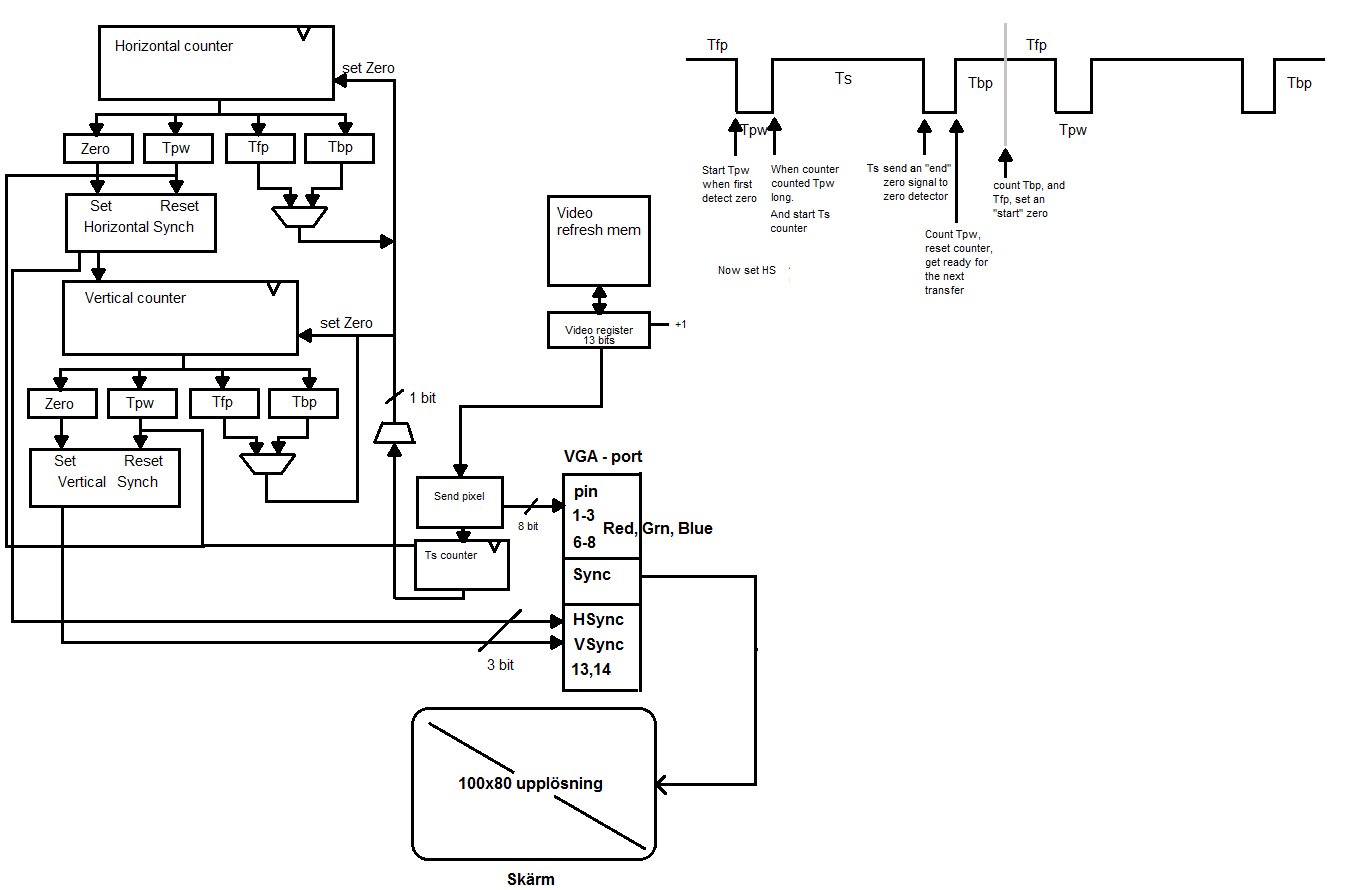 Horizontal counter
set Zero
Zero
Tpw
Tfp
Tbp
Set
Reset
Horizontal Synch
Vertical counter
set Zero
Zero
Tpw
Tfp
Tbp
Set
Reset
Vertical Synch
1 bit
Video
refresh mem
Video register
13 bits
+1
Send pixel
8 bit
Ts counter
3 bit
VGA - port
pin
1-3
6-8
Red, Grn, Blue
Sync
HSync
VSync
13,14
100x80 upplösning
Skärm
Tfp
Ts
Tbp
Tfp
Tbp
Tpw
Tpw
Start Tpw
when first
detect zero
When counter
counted Tpw
long.
And start Ts
counter
Now set HS
Ts send an "end"
zero signal to
zero detector
Count Tpw,
reset counter,
get ready for
the next
transfer
count Tbp, and
Tfp, set an
"start" zero